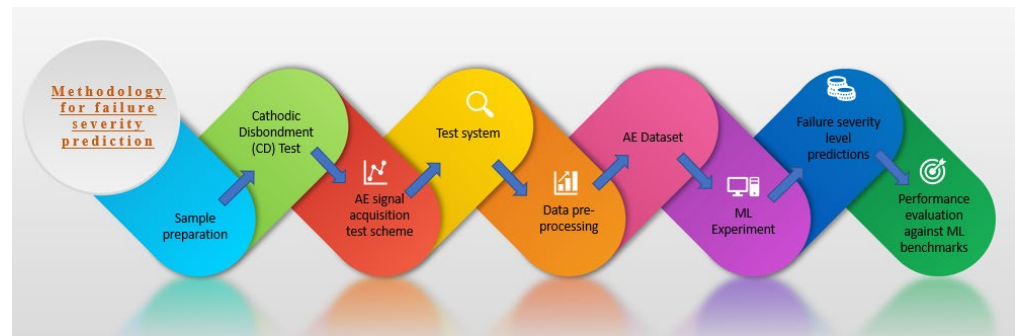 Methodology
for failure
severity
prediction
Sample
preparation
Cathodic
Disbondment
(CD) Test
AE signal
acquisition
test scheme
Test system
Data pre-
processing
AE Dataset
ML
Experiment
Failure severity
level
predictions
Performance
evaluation
against ML
benchmarks